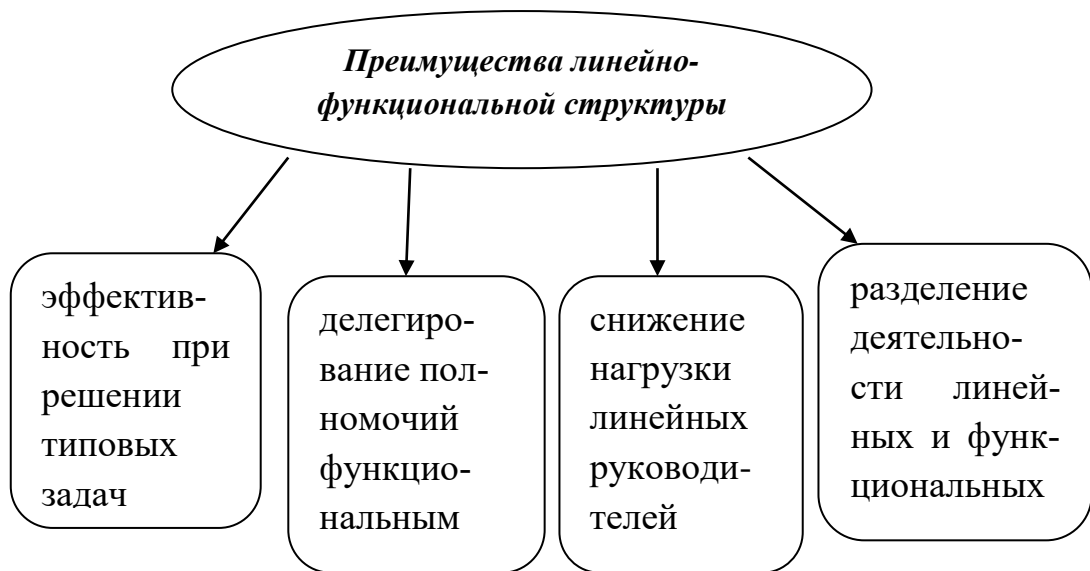 Преимущества линейно-
функциональной структуры
эффектив-
ность при
решении
типовых
задач
делегиро-
вание пол-
номочий
функцио-
нальным
снижение
нагрузки
линейных
руководи-
телей
разделение
деятельно-
сти линей-
ных и функ-
циональных